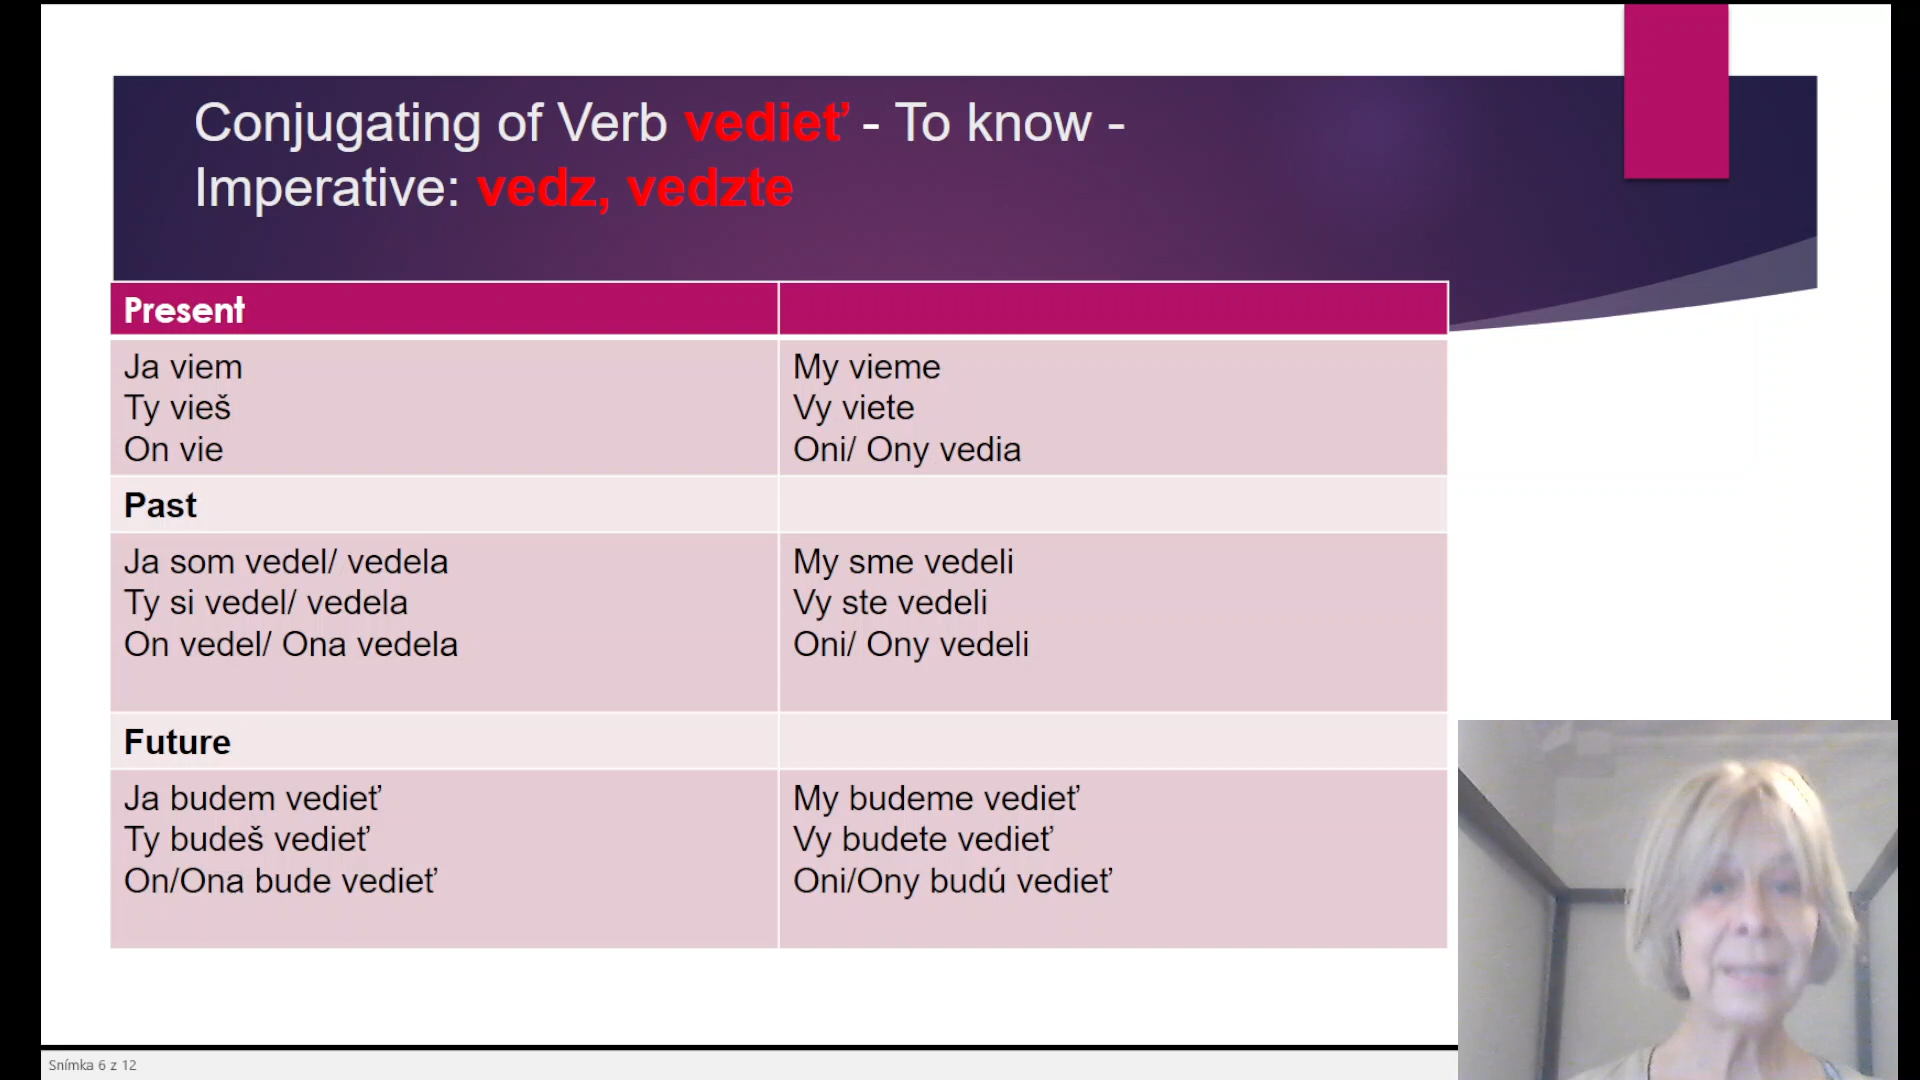 Conjugating of Verb vedieť - To know -
Imperative: vedz, vedzte
Present
Ja viem
Ty vieš
On vie
My vieme
Vy viete
Oni/ Ony vedia
Past
Ja som vedel/ vedela
Ty si vedel/ vedela
On vedel/ Ona vedela
My sme vedeli
Vy ste vedeli
Oni/ Ony vedeli
Future
Ja budem vedieť
Ty budeš vedieť
On/Ona bude vedieť
My budeme vedieť
Vy budete vedieť
Oni/Ony budú vedieť
Snímka 6 z 12